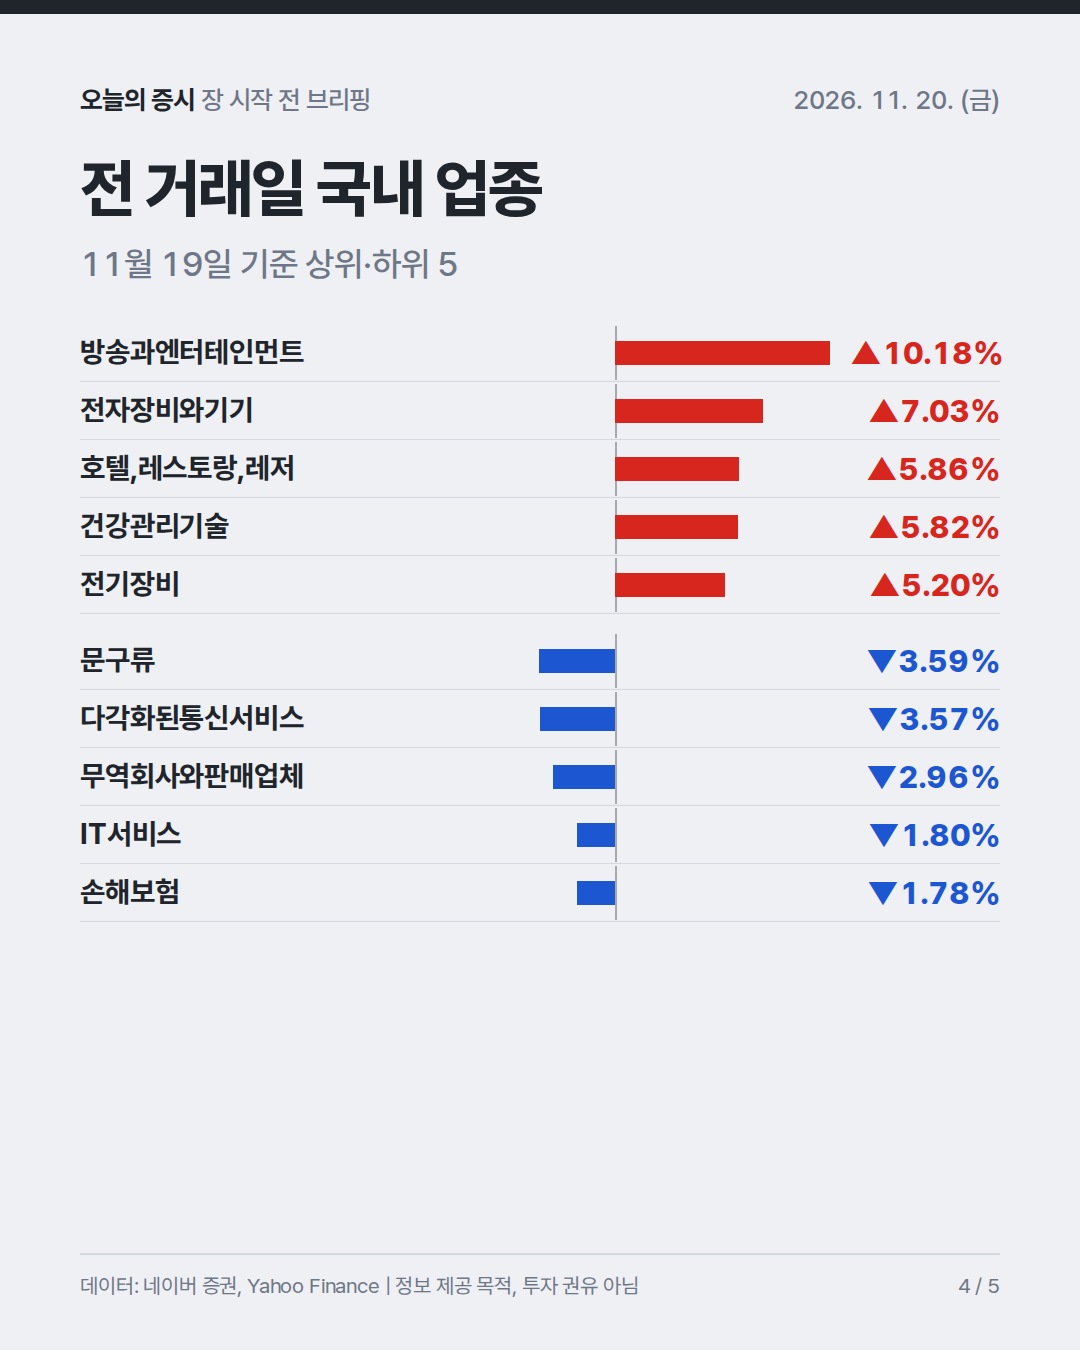 오늘의 증시 장 시작 전 브리핑 2026. 11. 20. (금)
전 거래일 국내 업종
11월 19일 기준 상위·하위 5
방송과엔터테인먼트 ▲10.18%
전자장비와기기 ▲7.03%
호텔,레스토랑,레저 ▲5.86%
건강관리기술 ▲5.82%
전기장비 ▲5.20%
문구류 ▼3.59%
다각화된통신서비스 ▼3.57%
무역회사와판매업체 ▼2.96%
IT서비스 ▼1.80%
손해보험 ▼1.78%
데이터: 네이버 증권, Yahoo Finance | 정보 제공 목적, 투자 권유 아님 4 / 5